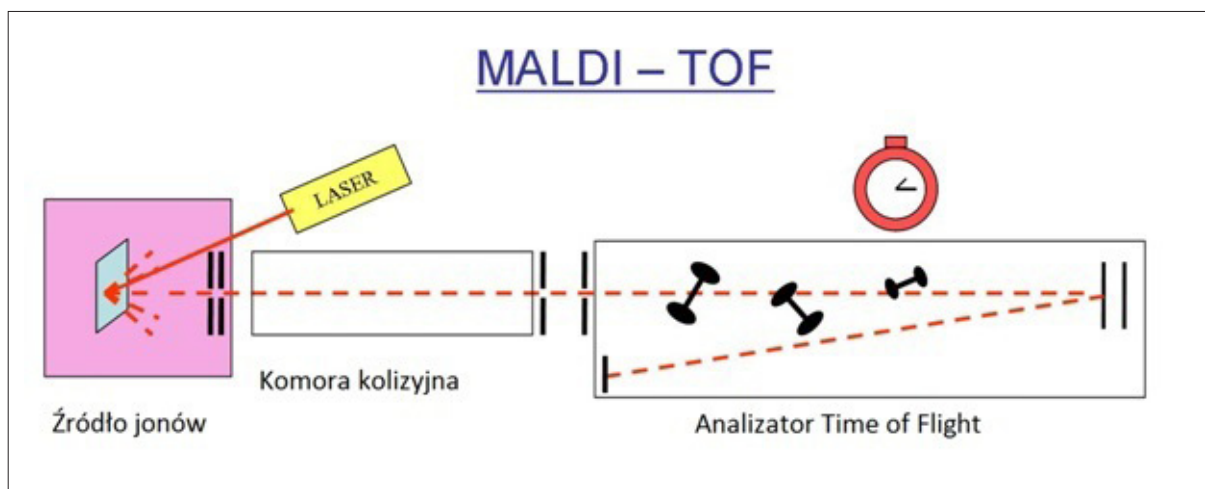 MALDI – TOF
LASER
Komora kolizyjna
Źródło jonów
Analizator Time of Flight